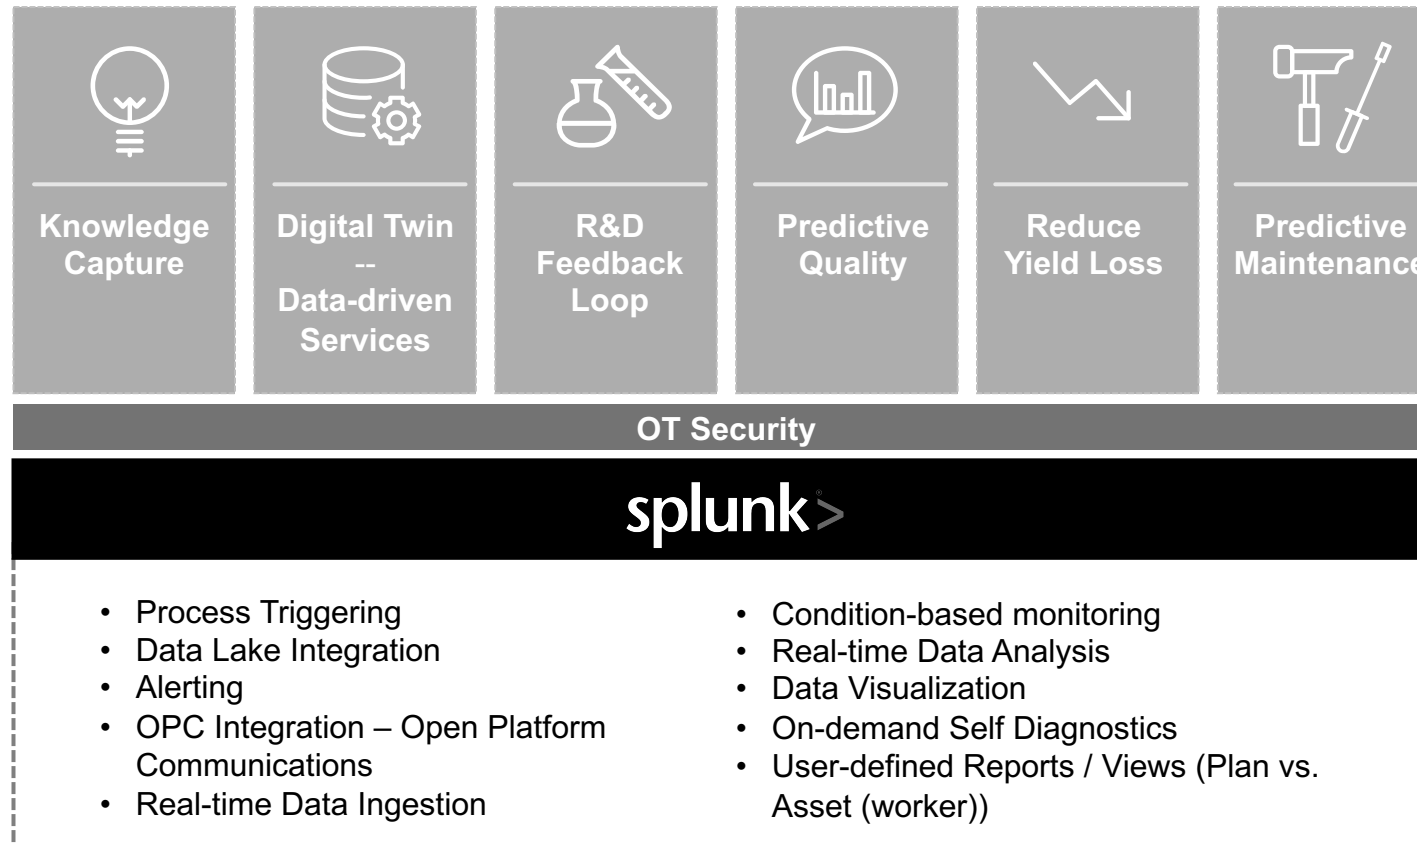 Knowledge
Capture
Digital Twin
--
Data-driven
Services
R&D
Feedback
Loop
Predictive
Quality
Reduce
Yield Loss
Predictive
Maintenance
OT Security
splunk>
• Process Triggering
• Data Lake Integration
• Alerting
• OPC Integration – Open Platform
Communications
• Real-time Data Ingestion
• Condition-based monitoring
• Real-time Data Analysis
• Data Visualization
• On-demand Self Diagnostics
• User-defined Reports / Views (Plan vs.
Asset (worker))